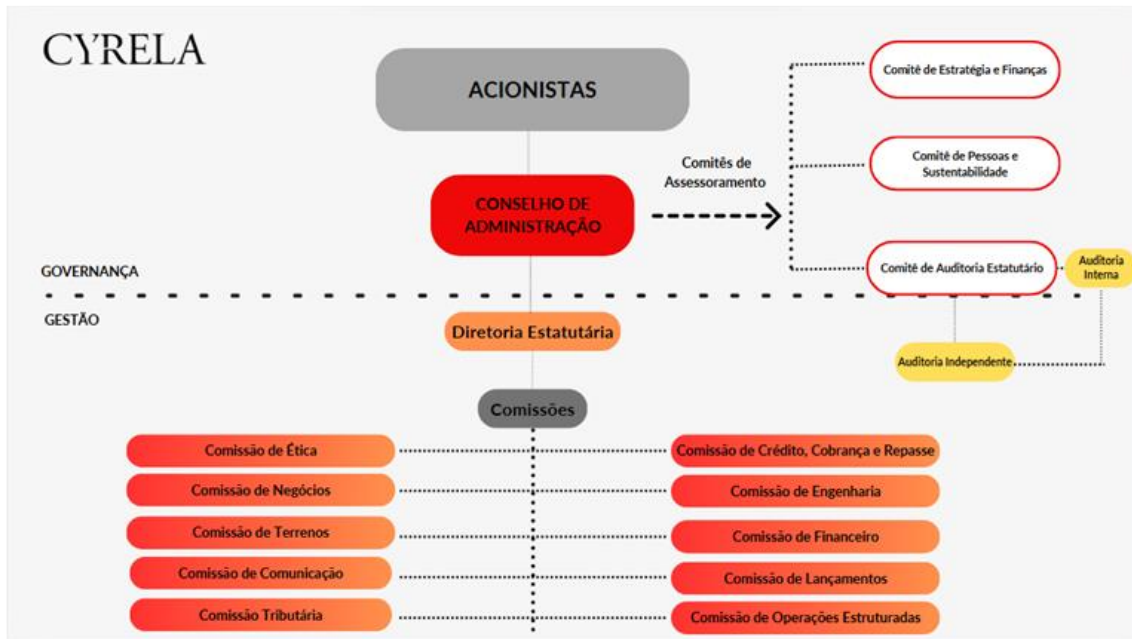 CYRELA
ACIONISTAS
Comitê de Estratégia e Finanças
Comitês de
Assessoramento
Comitê de Pessoas e
Sustentabilidade
CONSELHO DE
ADMINISTRAÇÃO
Comitê de Auditoria Estatutário
Auditoria
Interna
GOVERNANÇA
GESTÃO
Diretoria Estatutária
Auditoria Independente
Comissões
Comissão de Ética
Comissão de Crédito, Cobrança e Repasse
Comissão de Negócios
Comissão de Engenharia
Comissão de Terrenos
Comissão de Financeiro
Comissão de Comunicação
Comissão de Lançamentos
Comissão Tributária
Comissão de Operações Estruturadas